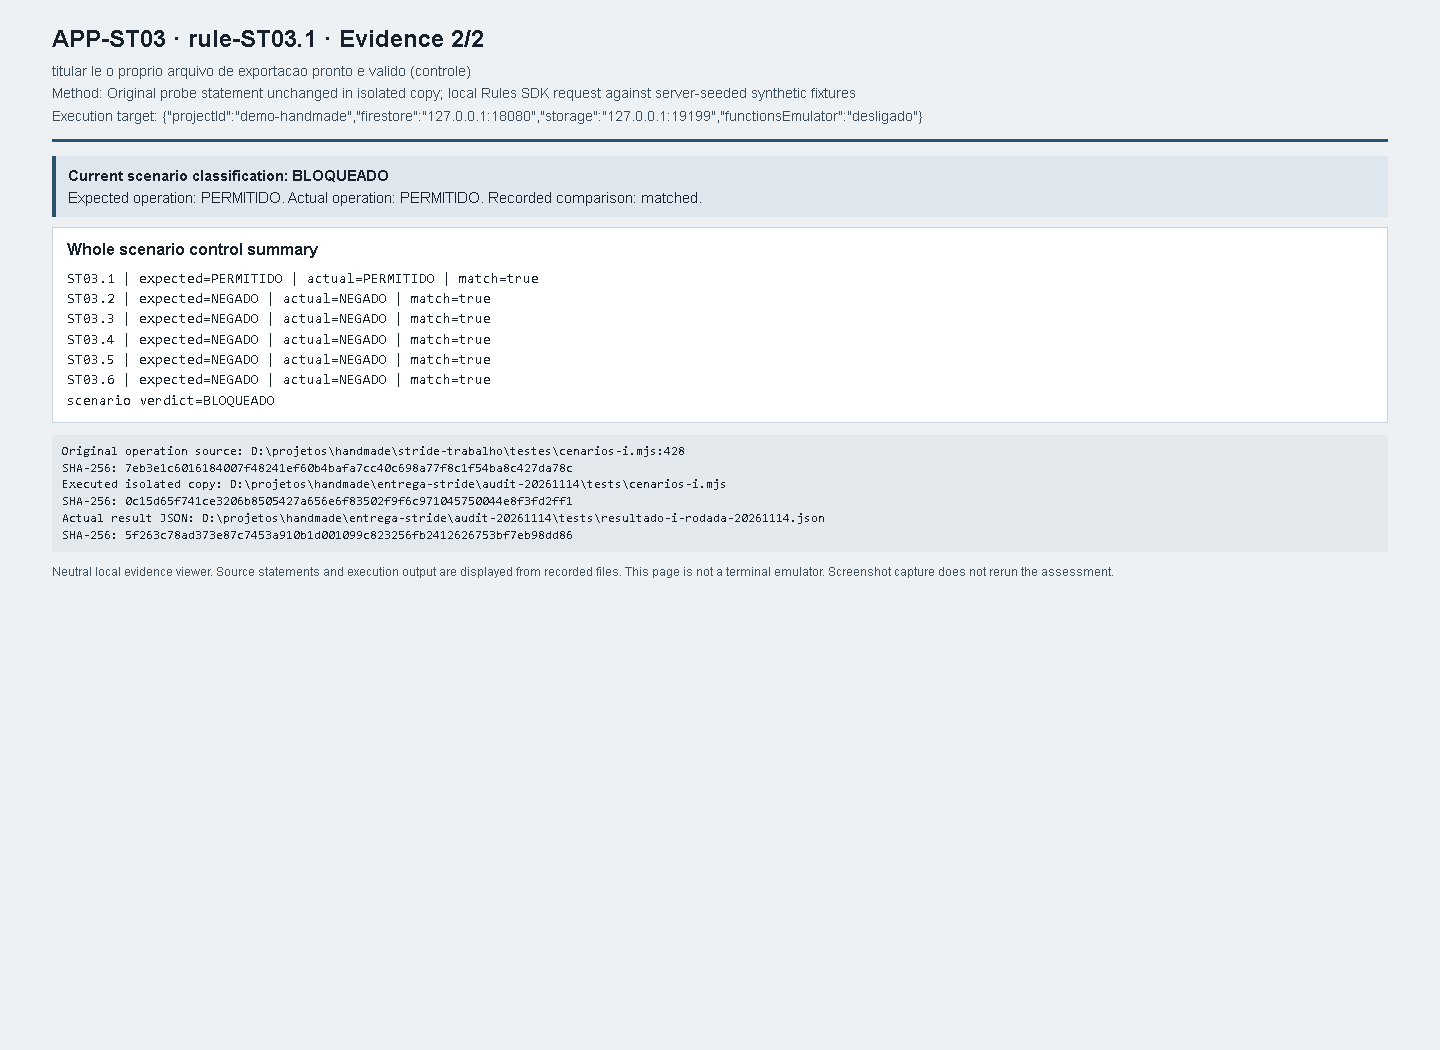 APP-ST03 · rule-ST03.1 · Evidence 2/2
titular le o proprio arquivo de exportacao pronto e valido (controle)
Method: Original probe statement unchanged in isolated copy; local Rules SDK request against server-seeded synthetic fixtures
Execution target: {"projectId":"demo-handmade","firestore":"127.0.0.1:18080","storage":"127.0.0.1:19199","functionsEmulator":"desligado"}
Current scenario classification: BLOQUEADO
Expected operation: PERMITIDO. Actual operation: PERMITIDO. Recorded comparison: matched.
Whole scenario control summary
ST03.1 | expected=PERMITIDO | actual=PERMITIDO | match=true
ST03.2 | expected=NEGADO | actual=NEGADO | match=true
ST03.3 | expected=NEGADO | actual=NEGADO | match=true
ST03.4 | expected=NEGADO | actual=NEGADO | match=true
ST03.5 | expected=NEGADO | actual=NEGADO | match=true
ST03.6 | expected=NEGADO | actual=NEGADO | match=true
scenario verdict=BLOQUEADO
Original operation source: D:\projetos\handmade\stride-trabalho\testes\cenarios-i.mjs:428
SHA-256: 7eb3e1c6016184007f48241ef60b4bafa7cc40c698a77f8c1f54ba8c427da78c
Executed isolated copy: D:\projetos\handmade\entrega-stride\audit-20261114\tests\cenarios-i.mjs
SHA-256: 0c15d65f741ce3206b8505427a656e6f83502f9f6c971045750044e8f3fd2ff1
Actual result JSON: D:\projetos\handmade\entrega-stride\audit-20261114\tests\resultado-i-rodada-20261114.json
SHA-256: 5f263c78ad373e87c7453a910b1d001099c823256fb2412626753bf7eb98dd86
Neutral local evidence viewer. Source statements and execution output are displayed from recorded files. This page is not a terminal emulator. Screenshot capture does not rerun the assessment.